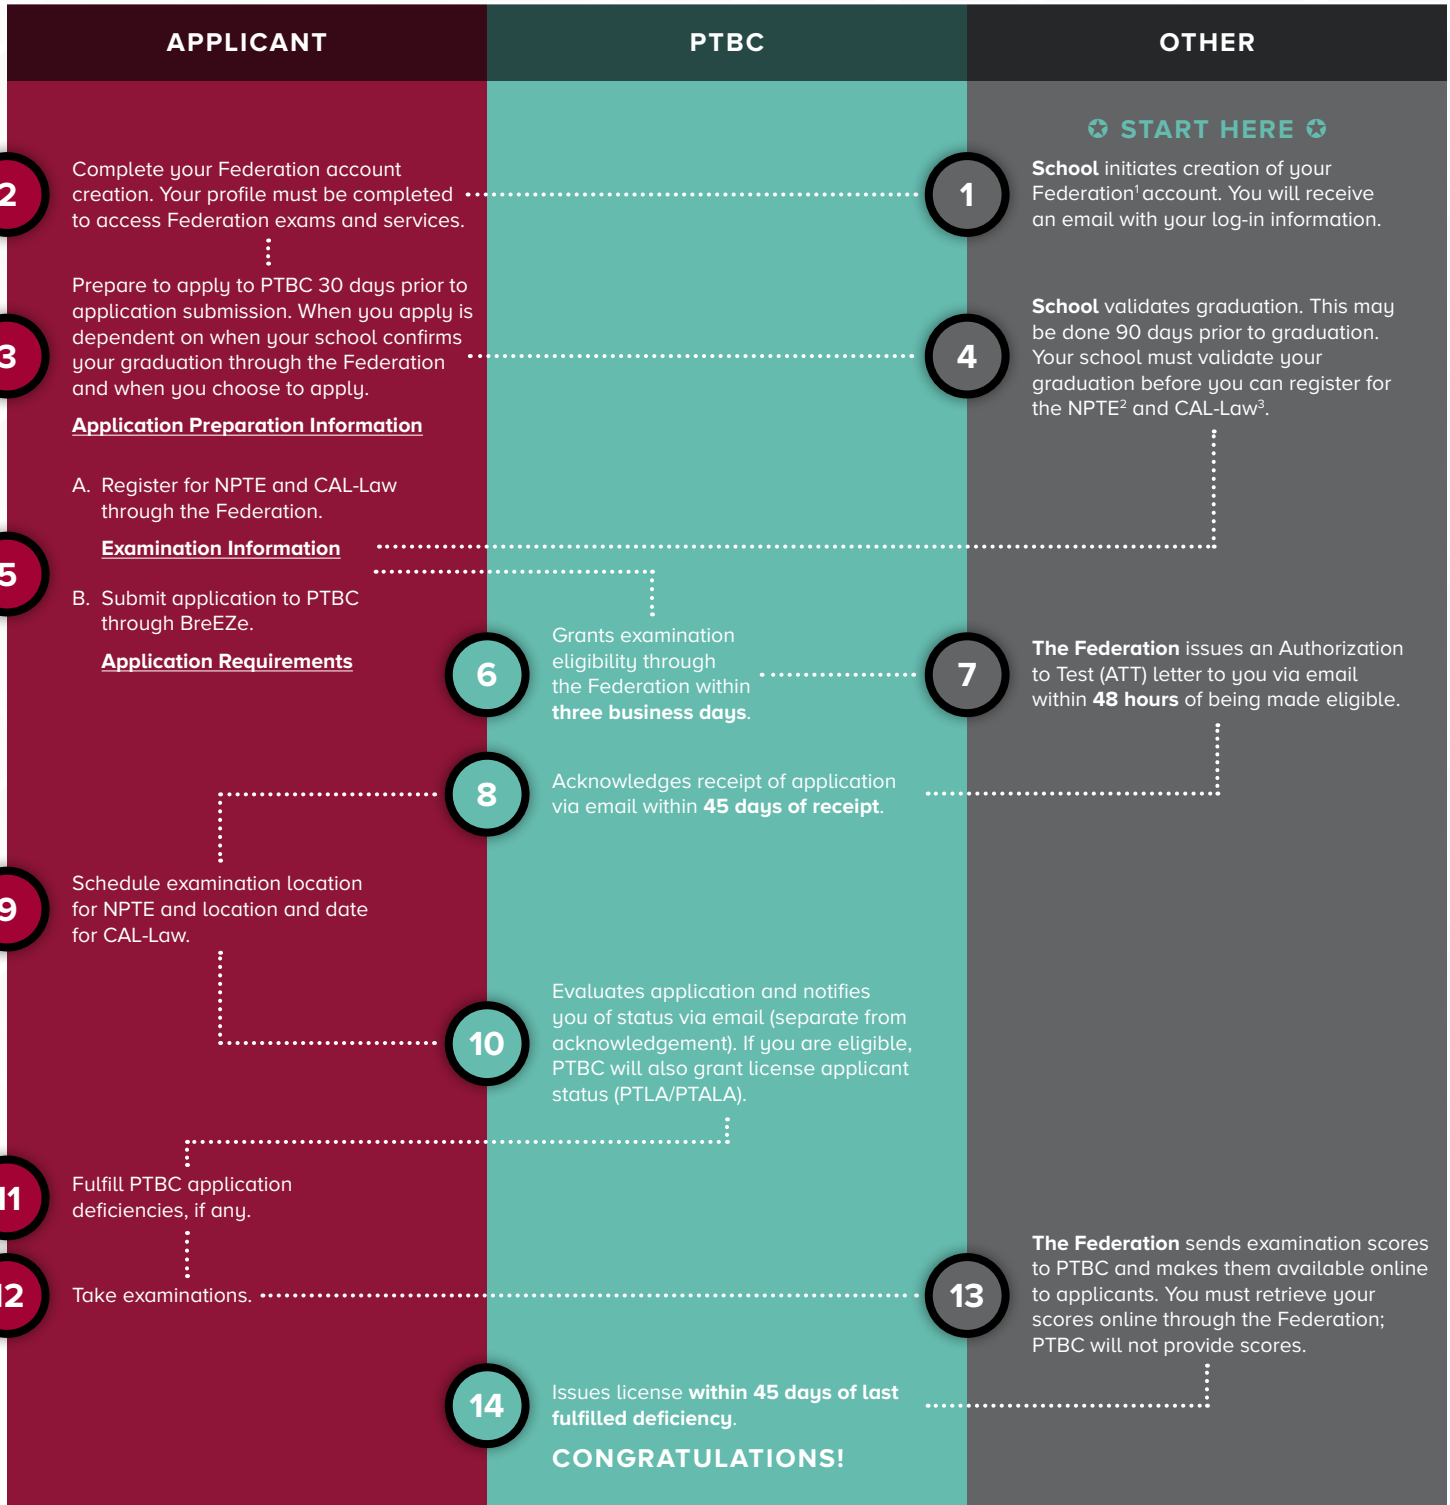 APPLICANT
PTBC
OTHER
✪ START HERE ✪
1
School initiates creation of your
Federation¹ account. You will receive
an email with your log-in information.
2
Complete your Federation account
creation. Your profile must be completed
to access Federation exams and services.
3
Prepare to apply to PTBC 30 days prior to
application submission. When you apply is
dependent on when your school confirms
your graduation through the Federation
and when you choose to apply.
Application Preparation Information
4
School validates graduation. This may
be done 90 days prior to graduation.
Your school must validate your
graduation before you can register for
the NPTE² and CAL-Law³.
5
A. Register for NPTE and CAL-Law
through the Federation.
Examination Information
B. Submit application to PTBC
through BreEZe.
Application Requirements
6
Grants examination
eligibility through
the Federation within
three business days.
7
The Federation issues an Authorization
to Test (ATT) letter to you via email
within 48 hours of being made eligible.
8
Acknowledges receipt of application
via email within 45 days of receipt.
9
Schedule examination location
for NPTE and location and date
for CAL-Law.
10
Evaluates application and notifies
you of status via email (separate from
acknowledgement). If you are eligible,
PTBC will also grant license applicant
status (PTLA/PTALA).
11
Fulfill PTBC application
deficiencies, if any.
12
Take examinations.
13
The Federation sends examination scores
to PTBC and makes them available online
to applicants. You must retrieve your
scores online through the Federation;
PTBC will not provide scores.
14
Issues license within 45 days of last
fulfilled deficiency.
CONGRATULATIONS!